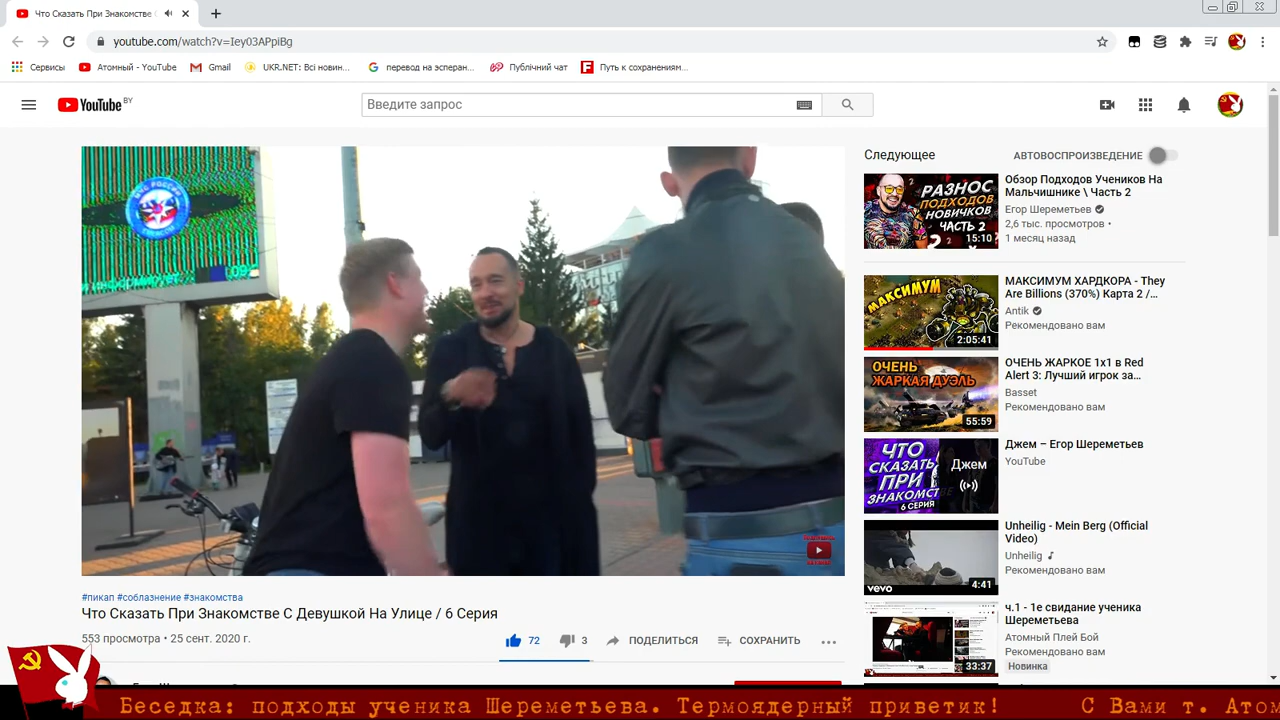 Что Сказать При Знакомстве С
youtube.com/watch?v=Iey03APpiBg
Сервисы
Атомный - YouTube
Gmail
UKR.NET: Всі новин...
перевод на эсперан...
Публічний чат
Путь к сохранениям...
YouTube BY
Введите запрос
МЧС РОССИИ
и информирует
Следующее
АВТОВОСПРОИЗВЕДЕНИЕ
РАЗНОС
ПОДХОДОВ
НОВИЧКОВ
ЧАСТЬ 2
15:10
Обзор Подходов Учеников На
Мальчишнике \ Часть 2
Егор Шереметьев
2,6 тыс. просмотров •
1 месяц назад
МАКСИМУМ
2:05:41
МАКСИМУМ ХАРДКОРА - They
Are Billions (370%) Карта 2 /...
Antik
Рекомендовано вам
ОЧЕНЬ
ЖАРКАЯ ДУЭЛЬ
55:59
ОЧЕНЬ ЖАРКОЕ 1x1 в Red
Alert 3: Лучший игрок за...
Basset
Рекомендовано вам
ЧТО
СКАЗАТЬ
ПРИ
ЗНАКОМСТВЕ
6 СЕРИЯ
Джем
Джем – Егор Шереметьев
YouTube
vevo
4:41
Unheilig - Mein Berg (Official
Video)
Unheilig
Рекомендовано вам
33:37
ч.1 - 1е свидание ученика
Шереметьева
Атомный Плей Бой
Рекомендовано вам
Новинка
#пикап #соблазнение #знакомства
Что Сказать При Знакомстве С Девушкой На Улице / 6 Серия
553 просмотра • 25 сент. 2020 г.
72
3
ПОДЕЛИТЬСЯ
СОХРАНИТЬ
Беседка: подходы ученика Шереметьева. Термоядерный приветик! С Вами т. Атом